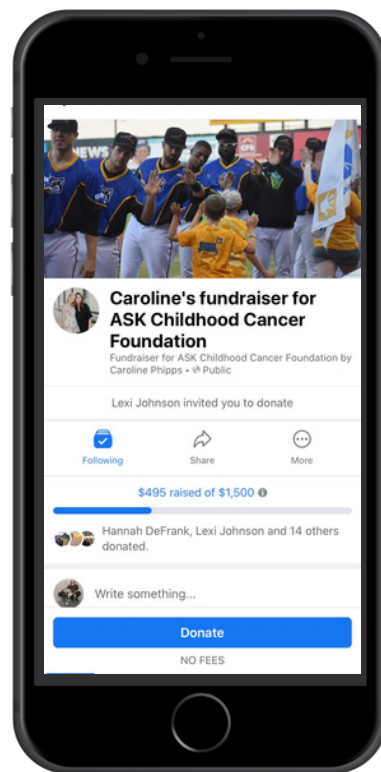 NEWS
CFS
Caroline's fundraiser for
ASK Childhood Cancer
Foundation
Fundraiser for ASK Childhood Cancer Foundation by
Caroline Phipps • Public
Lexi Johnson invited you to donate
Following
Share
More
$495 raised of $1,500
Hannah DeFrank, Lexi Johnson and 14 others
donated.
Write something...
Donate
NO FEES